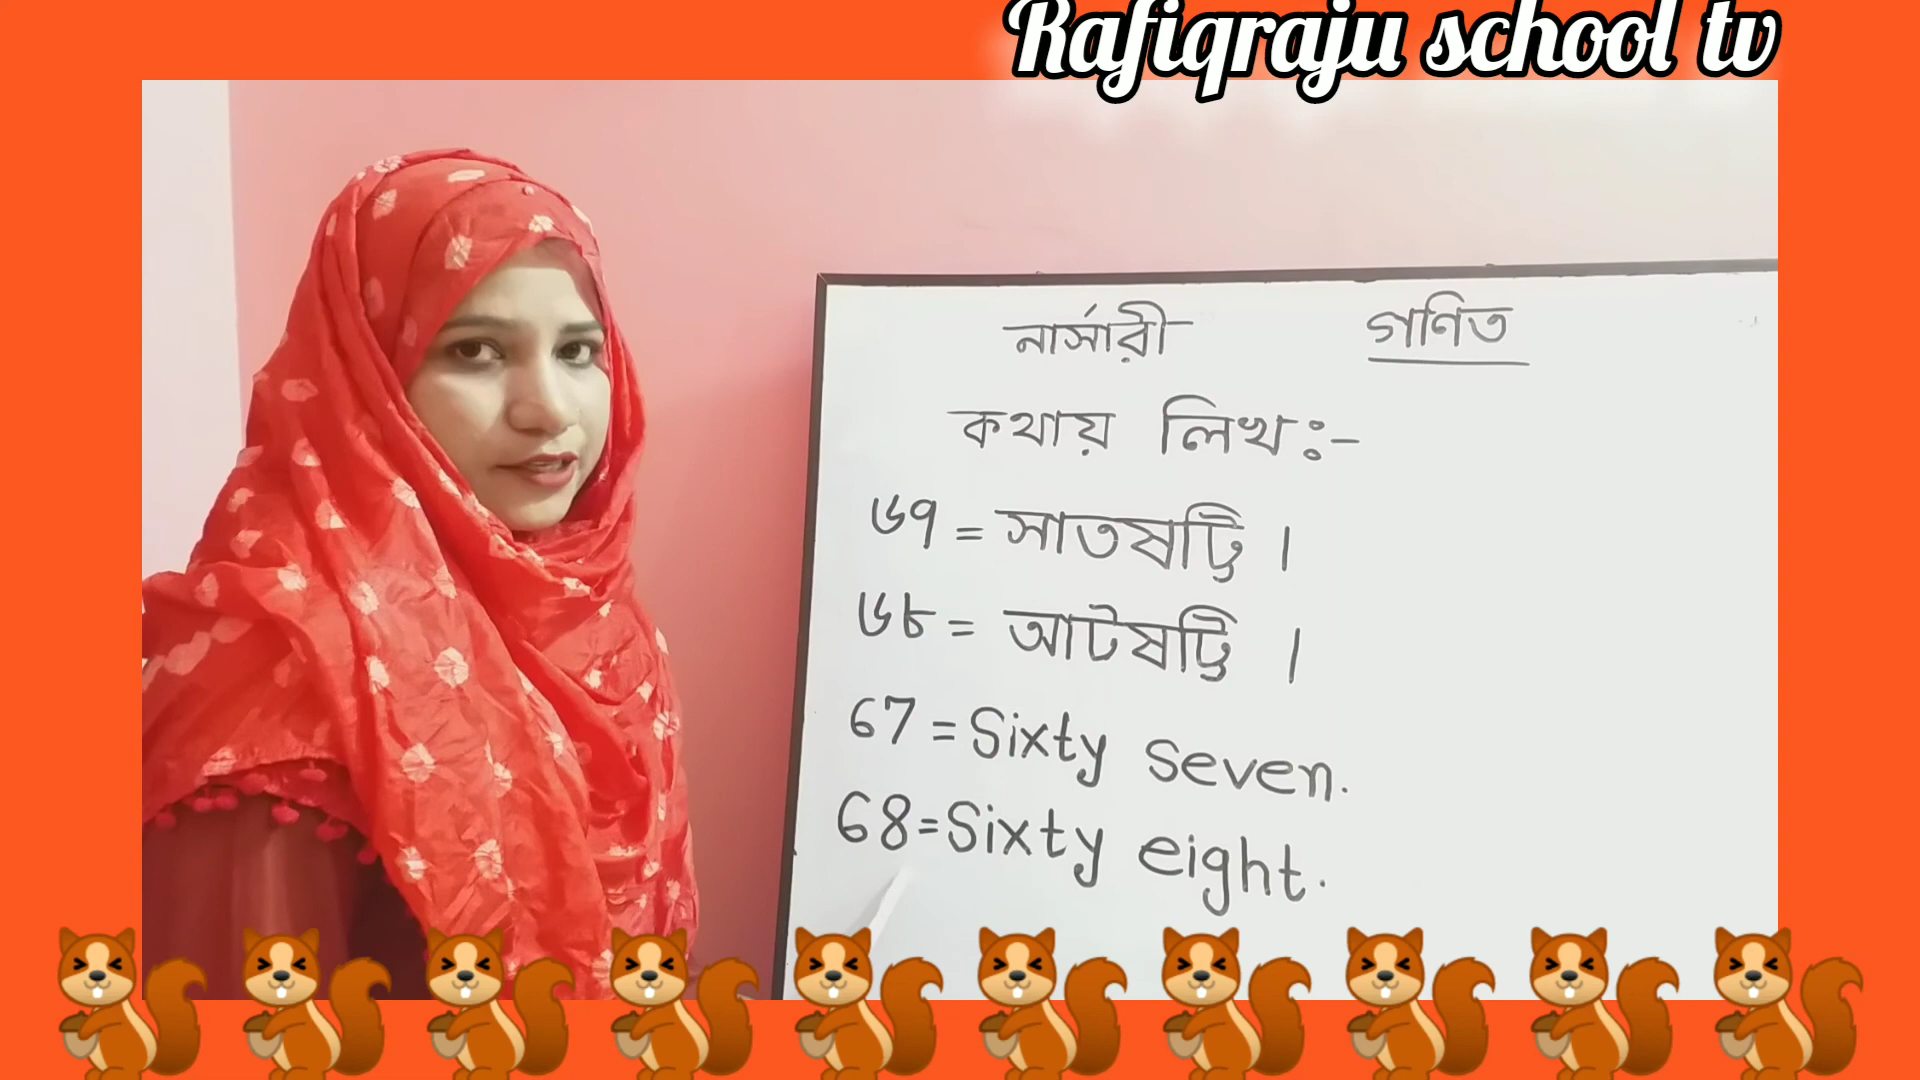 Rafiqraju school tv
নার্সারী গণিত
কথায় লিখঃ-
৬৭ = সাতষট্টি ।
৬৮ = আটষট্টি ।
67 = Sixty seven.
68 = Sixty eight.